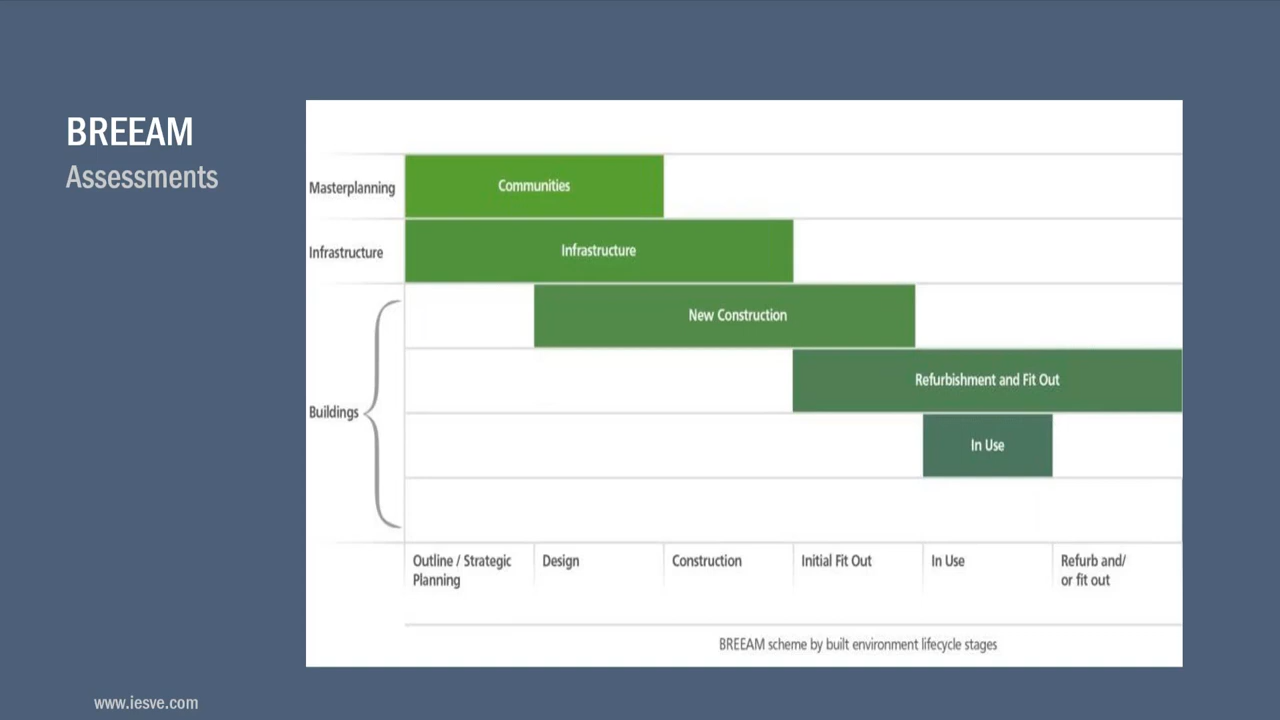 BREEAM
Assessments
Masterplanning
Communities
Infrastructure
Infrastructure
New Construction
Refurbishment and Fit Out
Buildings
In Use
Outline / Strategic
Planning
Design
Construction
Initial Fit Out
In Use
Refurb and/
or fit out
BREEAM scheme by built environment lifecycle stages
www.iesve.com